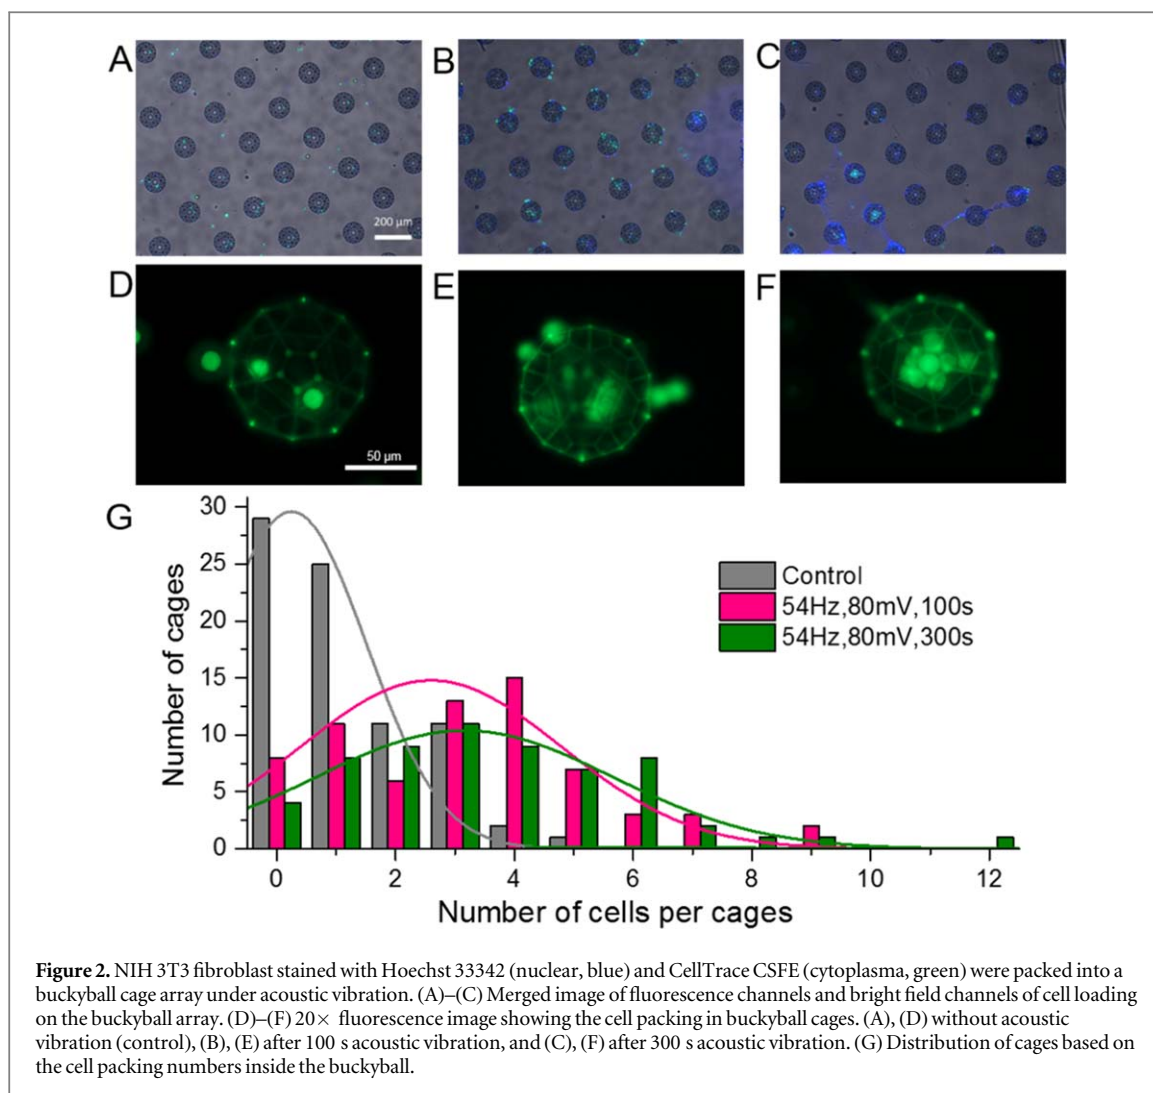 A
B
C
200 µm
D
E
F
50 µm
G
30
25
20
15
10
5
0
Number of cages
Control
54Hz,80mV,100s
54Hz,80mV,300s
0 2 4 6 8 10 12
Number of cells per cages
Figure 2. NIH 3T3 fibroblast stained with Hoechst 33342 (nuclear, blue) and CellTrace CSFE (cytoplasma, green) were packed into a
buckyball cage array under acoustic vibration. (A)–(C) Merged image of fluorescence channels and bright field channels of cell loading
on the buckyball array. (D)–(F) 20× fluorescence image showing the cell packing in buckyball cages. (A), (D) without acoustic
vibration (control), (B), (E) after 100 s acoustic vibration, and (C), (F) after 300 s acoustic vibration. (G) Distribution of cages based on
the cell packing numbers inside the buckyball.